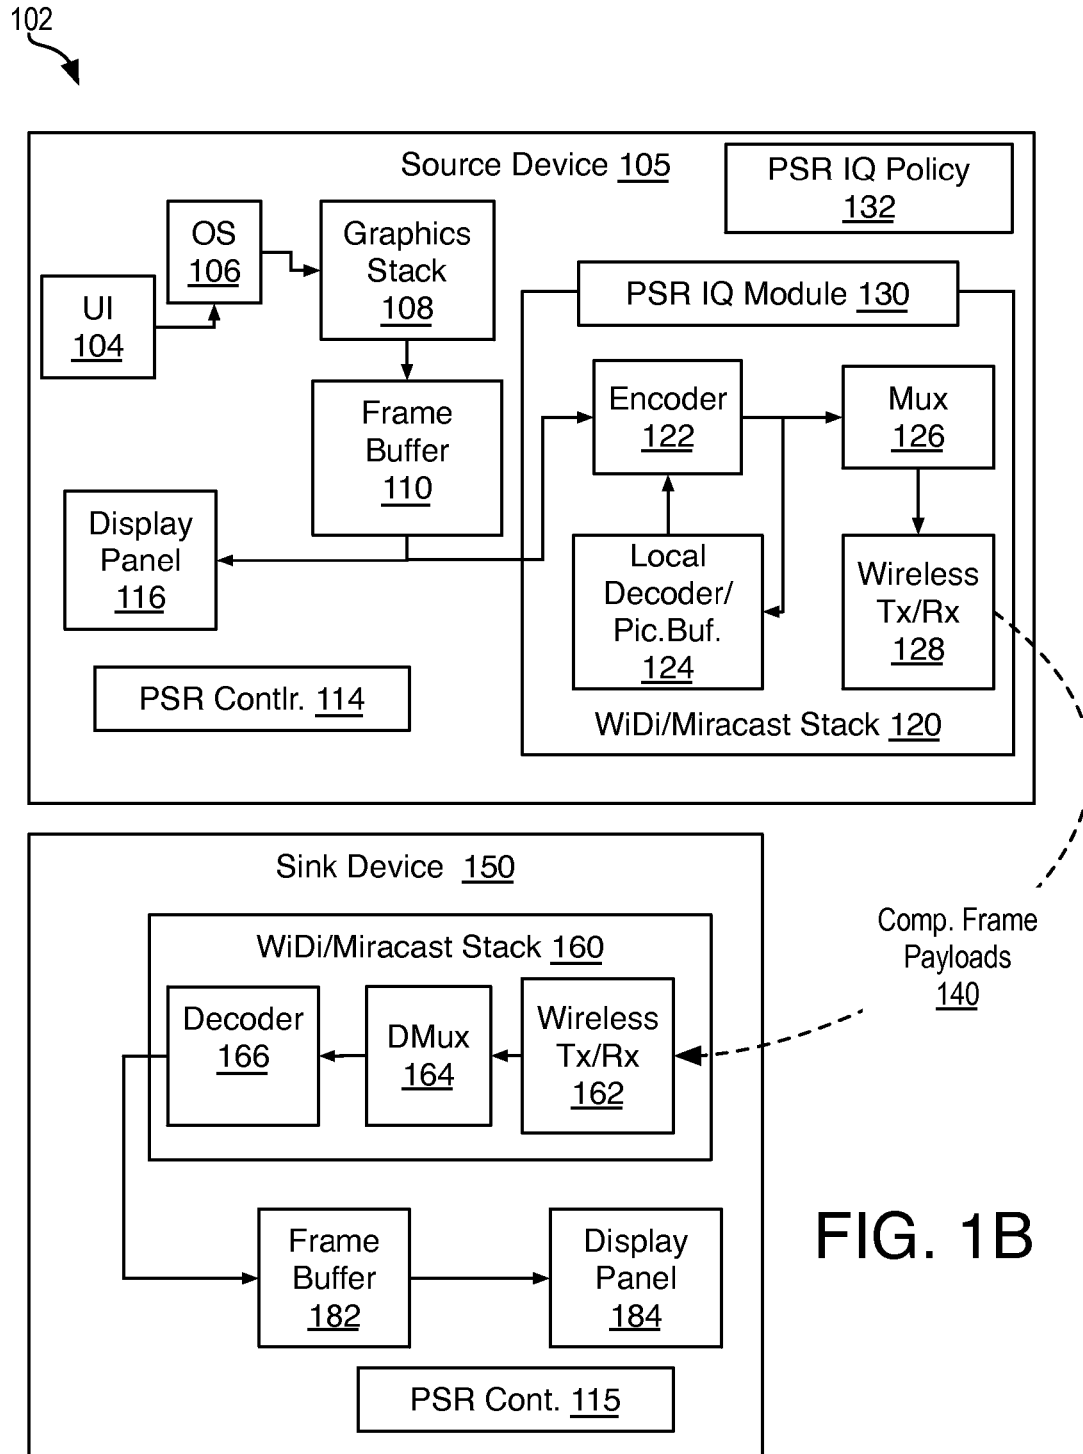 102
Source Device 105
PSR IQ Policy
132
OS
106
Graphics
Stack
108
UI
104
PSR IQ Module 130
Frame
Buffer
110
Encoder
122
Mux
126
Display
Panel
116
Local
Decoder/
Pic.Buf.
124
Wireless
Tx/Rx
128
PSR Contlr. 114
WiDi/Miracast Stack 120
Sink Device 150
Comp. Frame
Payloads
140
WiDi/Miracast Stack 160
Decoder
166
DMux
164
Wireless
Tx/Rx
162
Frame
Buffer
182
Display
Panel
184
FIG. 1B
PSR Cont. 115